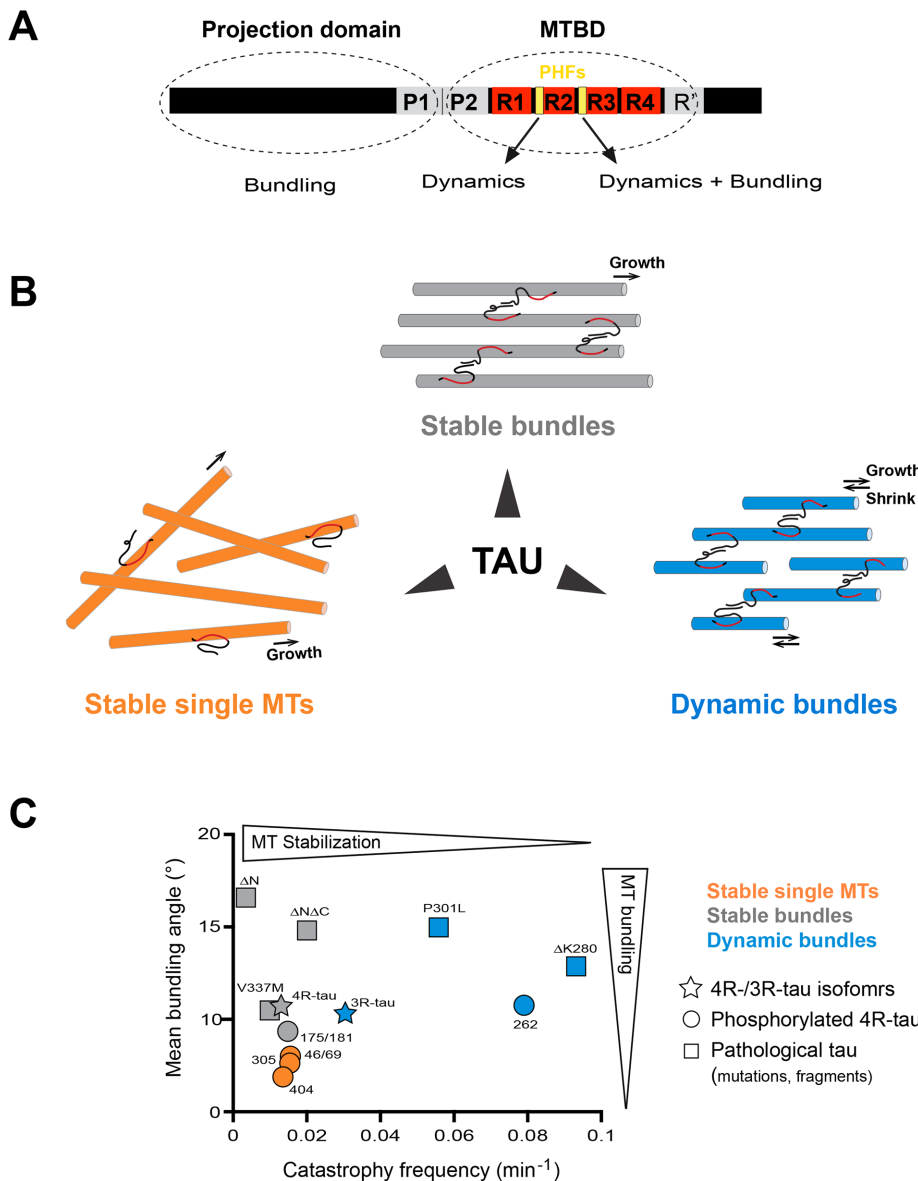 A
Projection domain
MTBD
PHFs
P1
P2
R1
R2
R3
R4
R'
Bundling
Dynamics
Dynamics + Bundling
B
Growth
Stable bundles
Growth
Shrink
TAU
Growth
Stable single MTs
Dynamic bundles
C
Mean bundling angle (°)
20
15
10
0
MT Stabilization
MT bundling
ΔN
ΔNΔC
P301L
ΔK280
V337M
4R-tau
3R-tau
175/181
262
305
46/69
404
0
0.02
0.04
0.06
0.08
0.1
Catastrophy frequency (min-1)
Stable single MTs
Stable bundles
Dynamic bundles
4R-/3R-tau isofomrs
Phosphorylated 4R-tau
Pathological tau
(mutations, fragments)